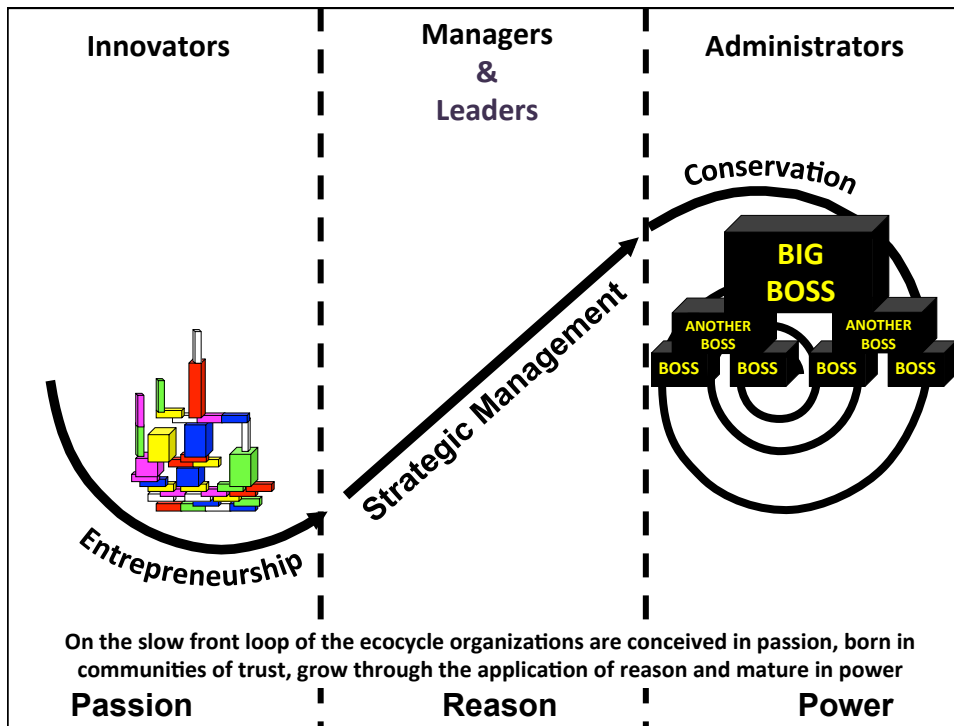 Innovators
Managers
&
Leaders
Administrators
Conservation
BIG
BOSS
ANOTHER
BOSS
ANOTHER
BOSS
BOSS
BOSS
BOSS
BOSS
Strategic Management
Entrepreneurship
On the slow front loop of the ecocycle organizations are conceived in passion, born in
communities of trust, grow through the application of reason and mature in power
Passion
Reason
Power